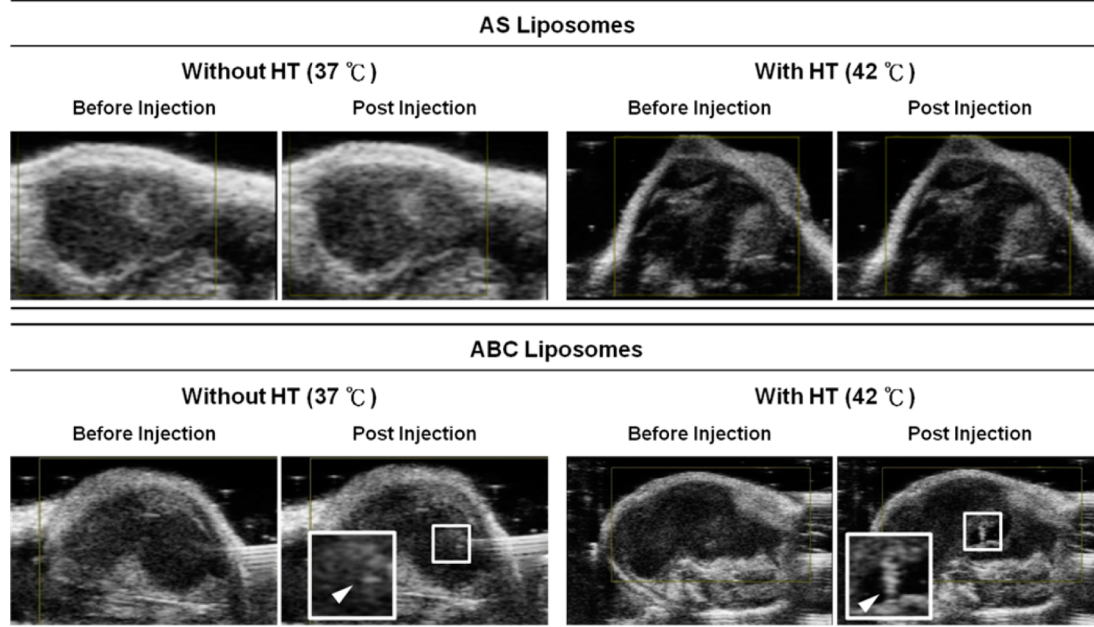 AS Liposomes
Without HT (37 ℃)
With HT (42 ℃)
Before Injection
Post Injection
Before Injection
Post Injection
ABC Liposomes
Without HT (37 ℃)
With HT (42 ℃)
Before Injection
Post Injection
Before Injection
Post Injection